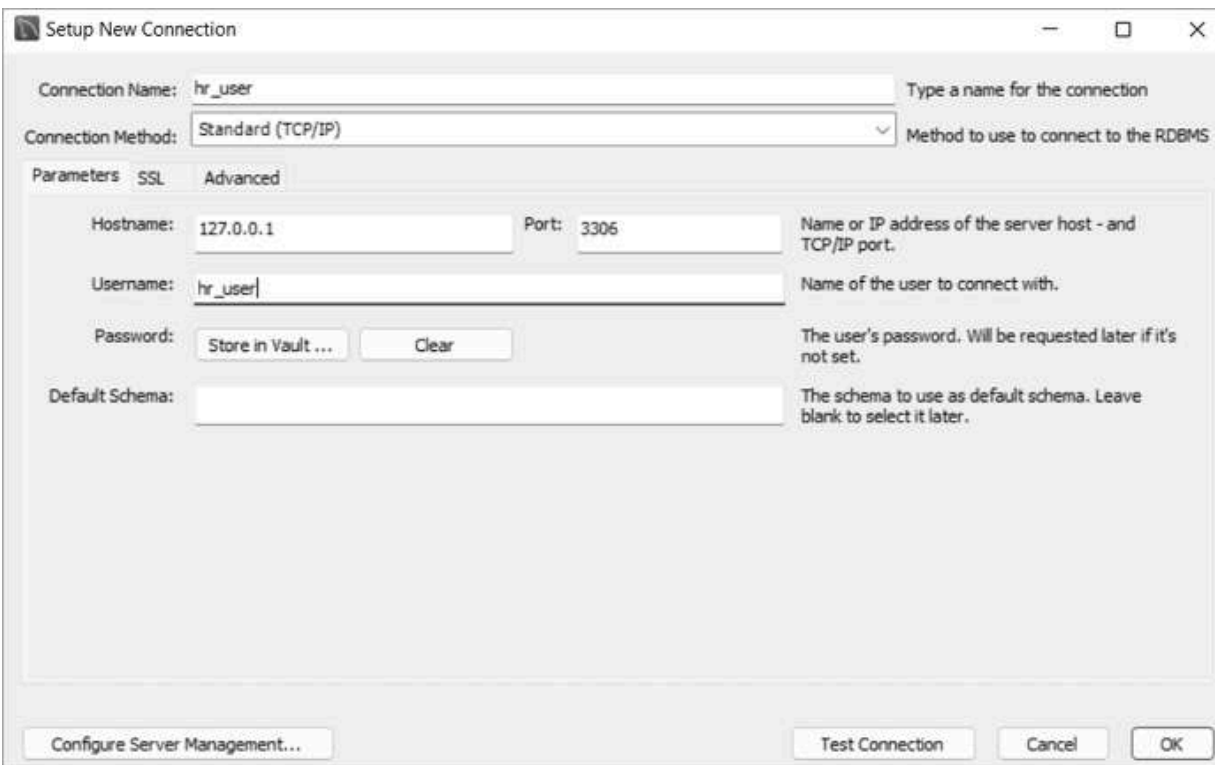 Setup New Connection
Connection Name: hr_user Type a name for the connection
Connection Method: Standard (TCP/IP) Method to use to connect to the RDBMS
Parameters SSL Advanced
Hostname: 127.0.0.1 Port: 3306 Name or IP address of the server host - and
TCP/IP port.
Username: hr_user Name of the user to connect with.
Password: Store in Vault ... Clear The user's password. Will be requested later if it's
not set.
Default Schema: The schema to use as default schema. Leave
blank to select it later.
Configure Server Management... Test Connection Cancel OK